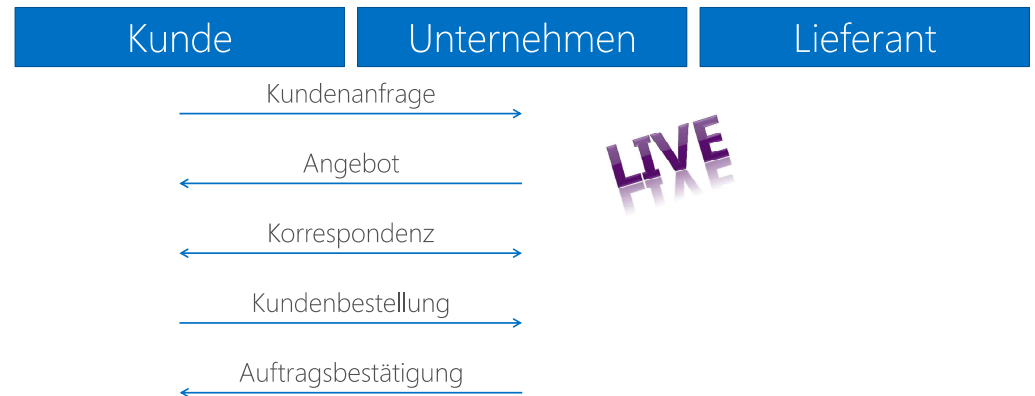 Kunde
Unternehmen
Lieferant
Kundenanfrage
LIVE
Angebot
Korrespondenz
Kundenbestellung
Auftragsbestätigung